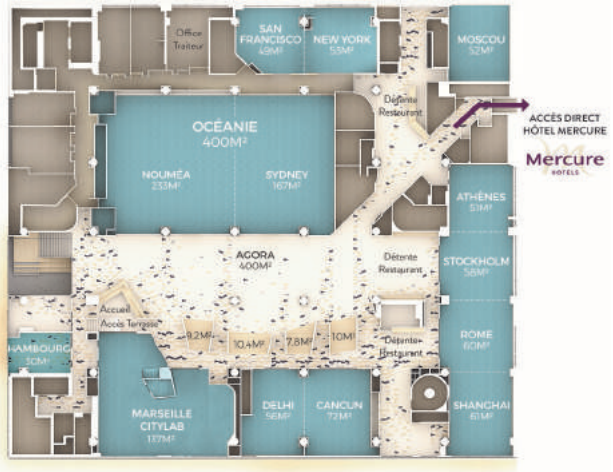 Office
Traiteur
SAN
FRANCISCO
49M²
NEW YORK
53M²
MOSCOU
52M²
Détente
Restaurant
ACCÈS DIRECT
HÔTEL MERCURE
Mercure
HOTELS
OCÉANIE
400M²
NOUMÉA
233M²
SYDNEY
167M²
ATHÈNES
51M²
AGORA
400M²
Détente
Restaurant
STOCKHOLM
58M²
Accueil
Accès Terrasse
9.2M²
10,4M²
7.8M²
10M²
Détente
Restaurant
ROME
60M²
HAMBOURG
30M²
MARSEILLE
CITYLAB
117M²
DELHI
56M²
CANCUN
72M²
SHANGHAI
61M²